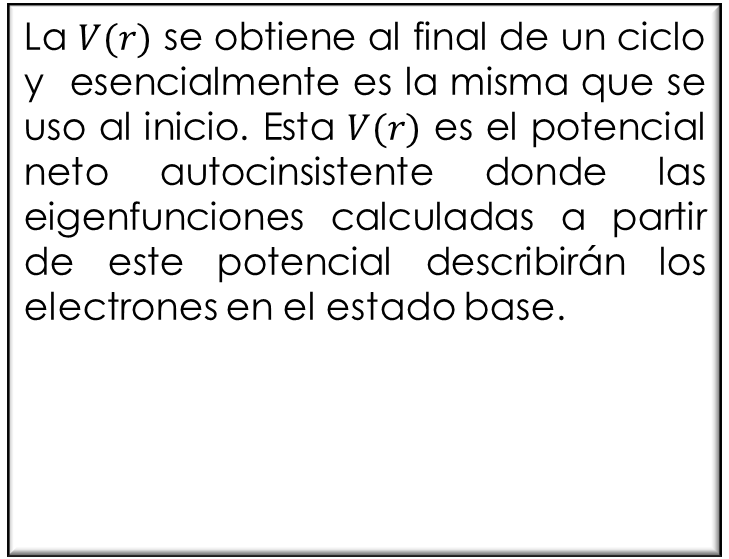 La V(r) se obtiene al final de un ciclo
y esencialmente es la misma que se
uso al inicio. Esta V(r) es el potencial
neto autocinsistente donde las
eigenfunciones calculadas a partir
de este potencial describirán los
electrones en el estado base.